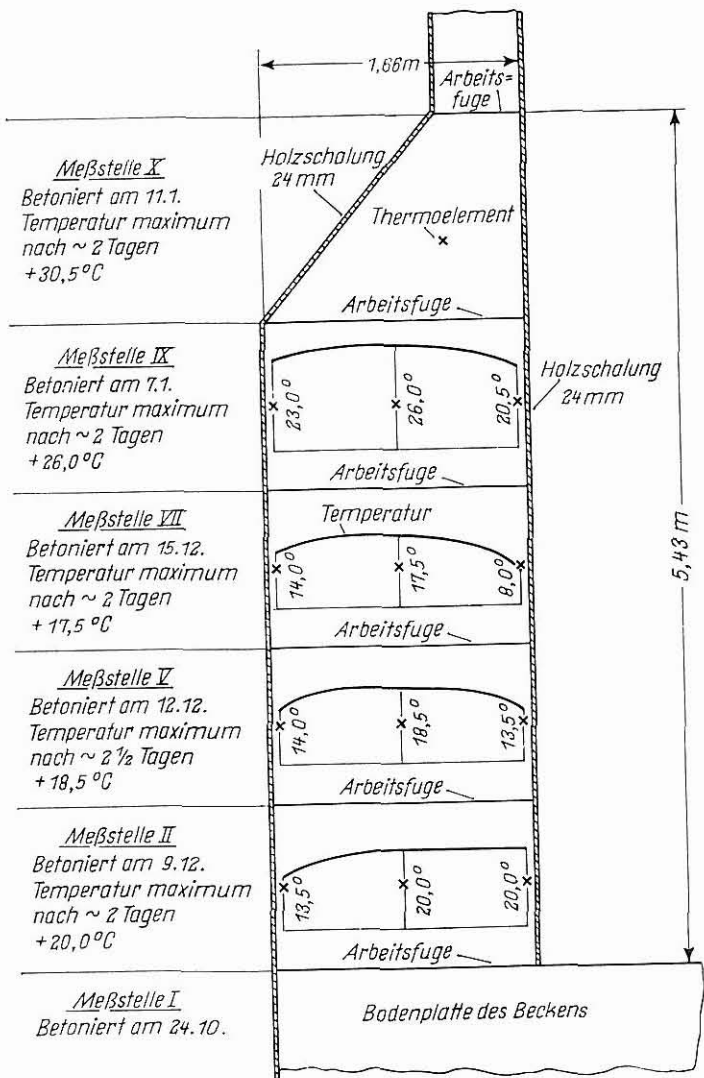 1,66m
Arbeits=
fuge
Holzschalung
24 mm
Meßstelle X
Betoniert am 11.1.
Temperatur maximum
nach ~ 2 Tagen
+30,5°C
Thermoelement
Arbeitsfuge
Meßstelle IX
Betoniert am 7.1.
Temperatur maximum
nach ~ 2 Tagen
+26,0°C
23,0°
26,0°
20,5°
Holzschalung
24 mm
Arbeitsfuge
Meßstelle VII
Betoniert am 15.12.
Temperatur maximum
nach ~ 2 Tagen
+ 17,5 °C
Temperatur
14,0°
17,5°
8,0°
5,43 m
Arbeitsfuge
Meßstelle V
Betoniert am 12.12.
Temperatur maximum
nach ~ 2 ½ Tagen
+ 18,5 °C
14,0°
18,5°
13,5°
Arbeitsfuge
Meßstelle II
Betoniert am 9.12.
Temperatur maximum
nach ~ 2 Tagen
+20,0°C
13,5°
20,0°
20,0°
Arbeitsfuge
Meßstelle I
Betoniert am 24.10.
Bodenplatte des Beckens